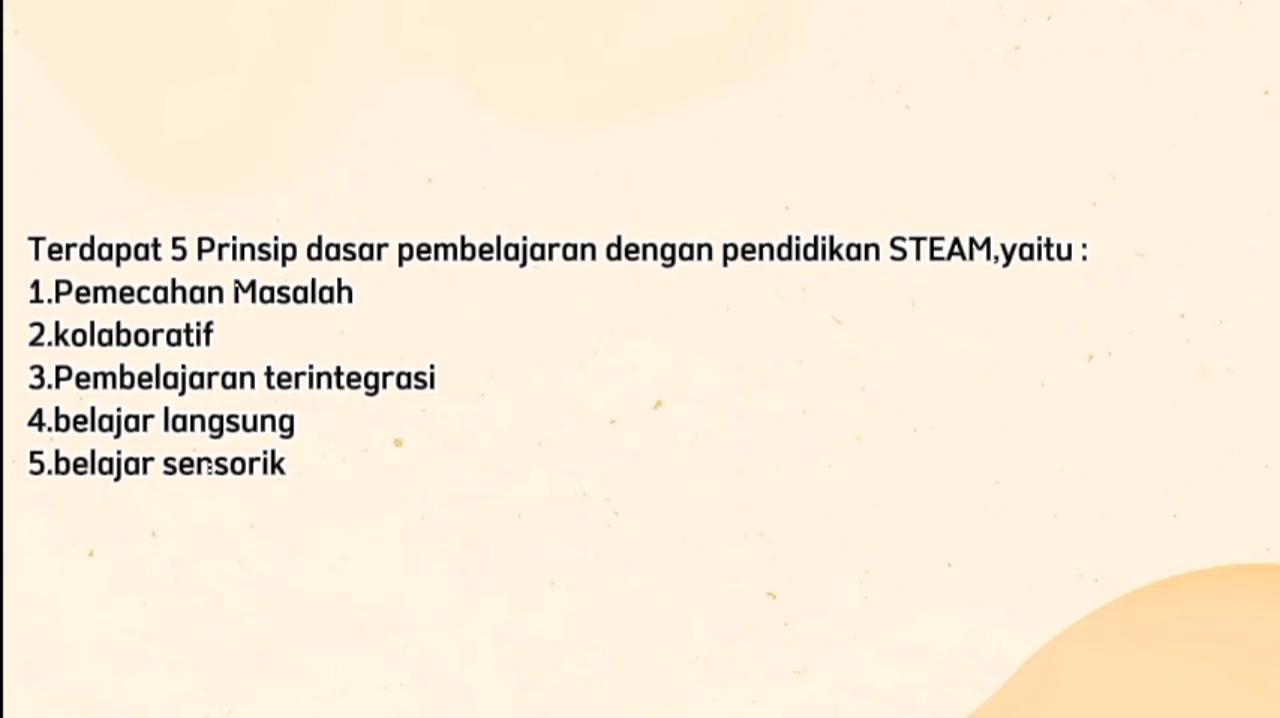 Terdapat 5 Prinsip dasar pembelajaran dengan pendidikan STEAM,yaitu :
1.Pemecahan Masalah
2.kolaboratif
3.Pembelajaran terintegrasi
4.belajar langsung
5.belajar sensorik